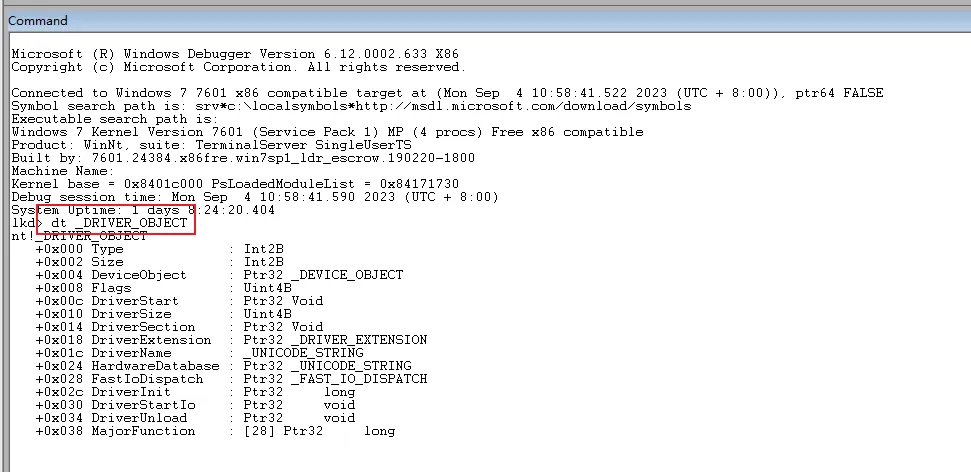 Command
Microsoft (R) Windows Debugger Version 6.12.0002.633 X86
Copyright (c) Microsoft Corporation. All rights reserved.
Connected to Windows 7 7601 x86 compatible target at (Mon Sep  4 10:58:41.522 2023 (UTC + 8:00)), ptr64 FALSE
Symbol search path is: srv*c:\localsymbols*http://msdl.microsoft.com/download/symbols
Executable search path is:
Windows 7 Kernel Version 7601 (Service Pack 1) MP (4 procs) Free x86 compatible
Product: WinNt, suite: TerminalServer SingleUserTS
Built by: 7601.24384.x86fre.win7sp1_ldr_escrow.190220-1800
Machine Name:
Kernel base = 0x8401c000 PsLoadedModuleList = 0x84171730
Debug session time: Mon Sep  4 10:58:41.590 2023 (UTC + 8:00)
System Uptime: 1 days 8:24:20.404
lkd> dt _DRIVER_OBJECT
nt!_DRIVER_OBJECT
   +0x000 Type             : Int2B
   +0x002 Size             : Int2B
   +0x004 DeviceObject     : Ptr32 _DEVICE_OBJECT
   +0x008 Flags            : Uint4B
   +0x00c DriverStart      : Ptr32 Void
   +0x010 DriverSize       : Uint4B
   +0x014 DriverSection    : Ptr32 Void
   +0x018 DriverExtension  : Ptr32 _DRIVER_EXTENSION
   +0x01c DriverName       : _UNICODE_STRING
   +0x024 HardwareDatabase : Ptr32 _UNICODE_STRING
   +0x028 FastIoDispatch   : Ptr32 _FAST_IO_DISPATCH
   +0x02c DriverInit       : Ptr32     long
   +0x030 DriverStartIo    : Ptr32     void
   +0x034 DriverUnload     : Ptr32     void
   +0x038 MajorFunction    : [28] Ptr32     long